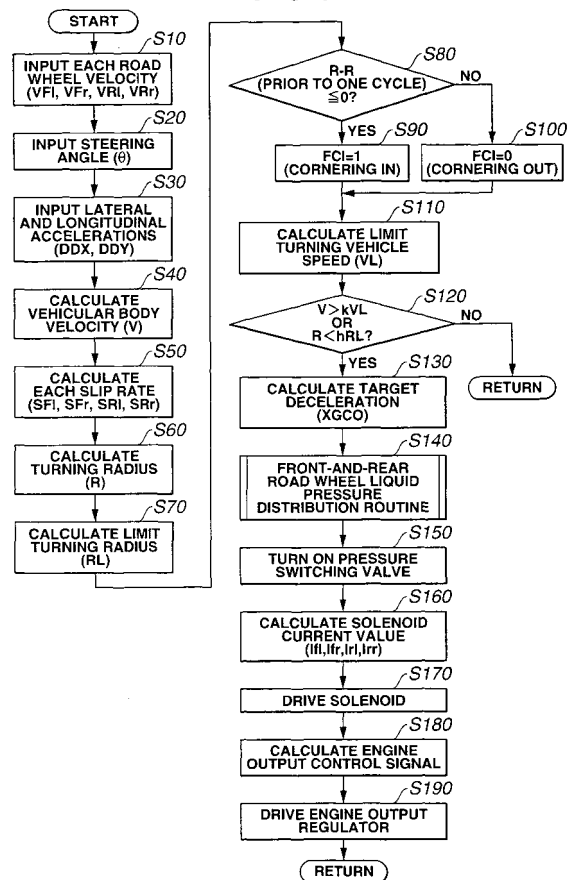 START
S10
INPUT EACH ROAD
WHEEL VELOCITY
(VFl, VFr, VRl, VRr)
S20
INPUT STEERING
ANGLE (θ)
S30
INPUT LATERAL
AND LONGITUDINAL
ACCELERATIONS
(DDX, DDY)
S40
CALCULATE
VEHICULAR BODY
VELOCITY (V)
S50
CALCULATE
EACH SLIP RATE
(SFl, SFr, SRl, SRr)
S60
CALCULATE
TURNING RADIUS
(R)
S70
CALCULATE LIMIT
TURNING RADIUS
(RL)
S80
R-R
(PRIOR TO ONE CYCLE)
≦0?
NO
YES
S90
FCI=1
(CORNERING IN)
S100
FCI=0
(CORNERING OUT)
S110
CALCULATE LIMIT
TURNING VEHICLE
SPEED (VL)
S120
V>kVL
OR
R<hRL?
NO
RETURN
YES
S130
CALCULATE TARGET
DECELERATION
(XGCO)
S140
FRONT-AND-REAR
ROAD WHEEL LIQUID
PRESSURE
DISTRIBUTION ROUTINE
S150
TURN ON PRESSURE
SWITCHING VALVE
S160
CALCULATE SOLENOID
CURRENT VALUE
(Ifl,Ifr,Irl,Irr)
S170
DRIVE SOLENOID
S180
CALCULATE ENGINE
OUTPUT CONTROL SIGNAL
S190
DRIVE ENGINE OUTPUT
REGULATOR
RETURN